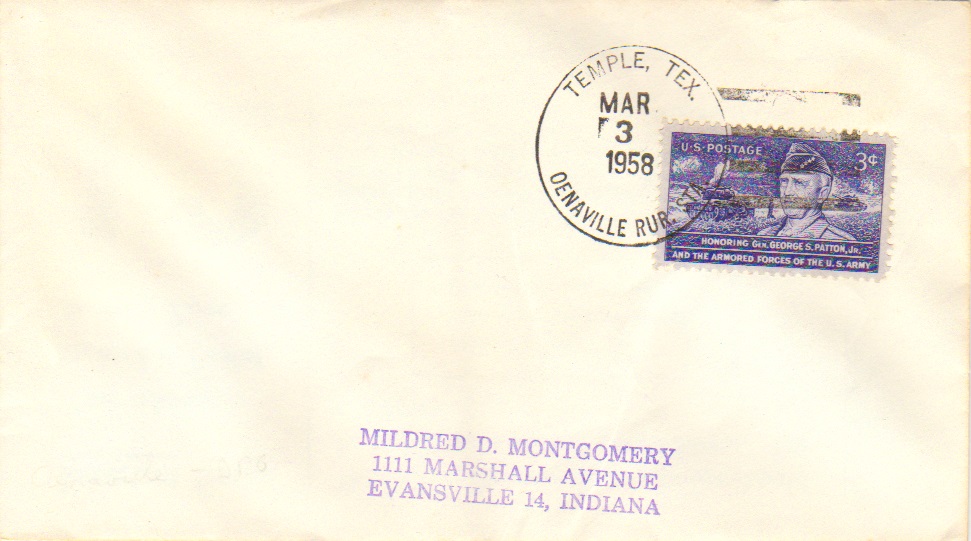 TEMPLE, TEX.
MAR
3
1958
OENAVILLE RUR. STA.
U.S. POSTAGE
3¢
HONORING GEN. GEORGE S. PATTON, JR.
AND THE ARMORED FORCES OF THE U. S. ARMY
MILDRED D. MONTGOMERY
1111 MARSHALL AVENUE
EVANSVILLE 14, INDIANA
Oenaville